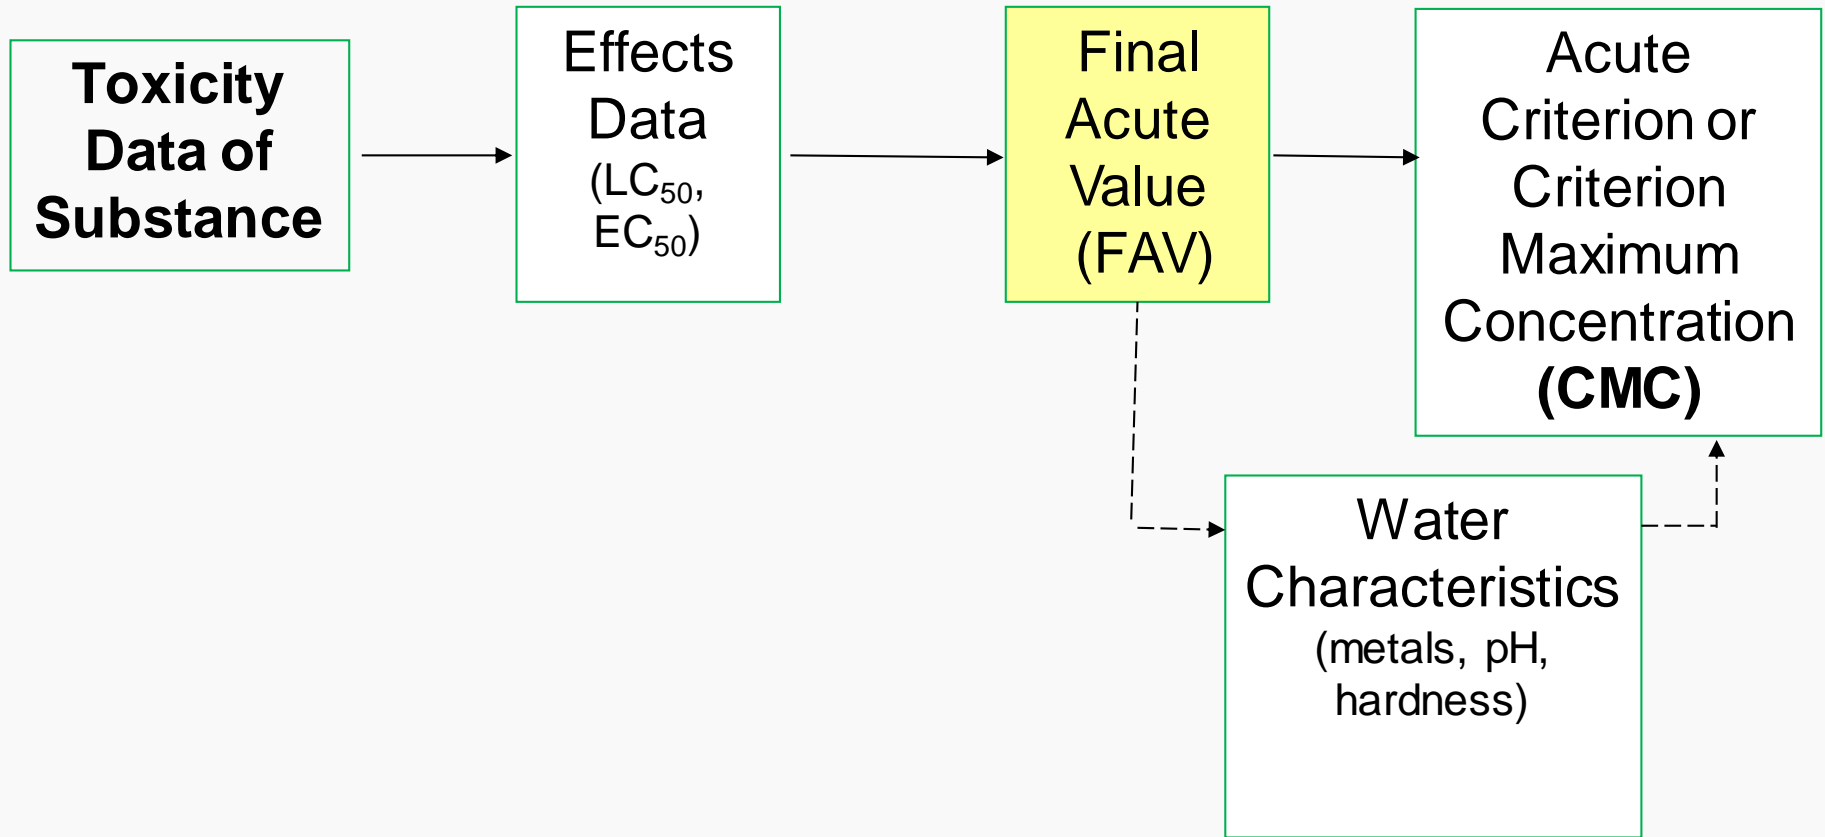 Toxicity
Data of
Substance
Effects
Data
(LC₅₀,
EC₅₀)
Final
Acute
Value
(FAV)
Acute
Criterion or
Criterion
Maximum
Concentration
(CMC)
Water
Characteristics
(metals, pH,
hardness)